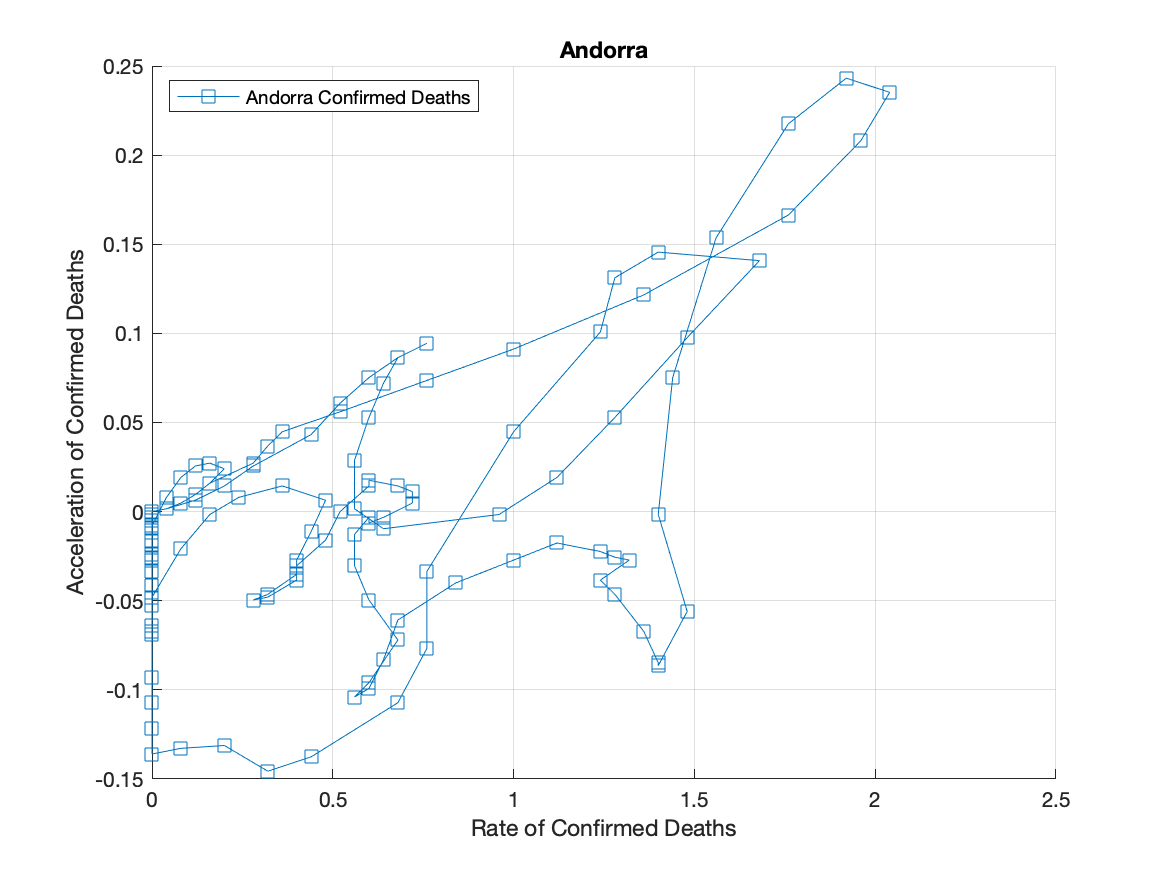 Andorra
Andorra Confirmed Deaths
0.25
0.2
0.15
0.1
0.05
0
-0.05
-0.1
-0.15
Acceleration of Confirmed Deaths
0 0.5 1 1.5 2 2.5
Rate of Confirmed Deaths